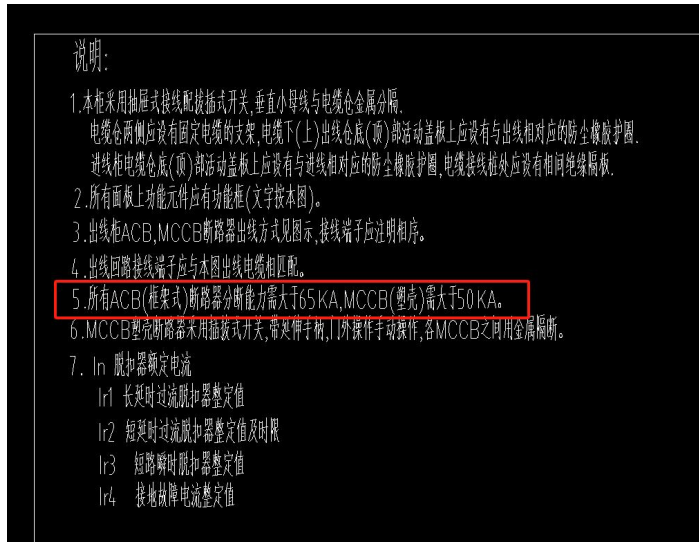 说明:
1.本柜采用抽屉式接线配拔插式开关,垂直小母线与电缆仓金属分隔.
电缆仓两侧应设有固定电缆的支架,电缆下(上)出线仓底(顶)部活动盖板上应设有与出线相对应的防尘橡胶护圈.
进线柜电缆仓底(顶)部活动盖板上应设有与进线相对应的防尘橡胶护圈,电缆接线桩处应设有相间绝缘隔板.
2.所有面板上功能元件应有功能框(文字按本图)。
3.出线柜ACB,MCCB断路器出线方式见图示,接线端子应注明相序。
4.出线回路接线端子应与本图出线电缆相匹配。
5.所有ACB(框架式)断路器分断能力需大于65KA,MCCB(塑壳)需大于50KA。
6.MCCB塑壳断路器采用插拔式开关,带延伸手柄,门外操作手动操作,各MCCB之间用金属隔断。
7. In 脱扣器额定电流
Ir1 长延时过流脱扣器整定值
Ir2 短延时过流脱扣器整定值及时限
Ir3 短路瞬时脱扣器整定值
Ir4 接地故障电流整定值